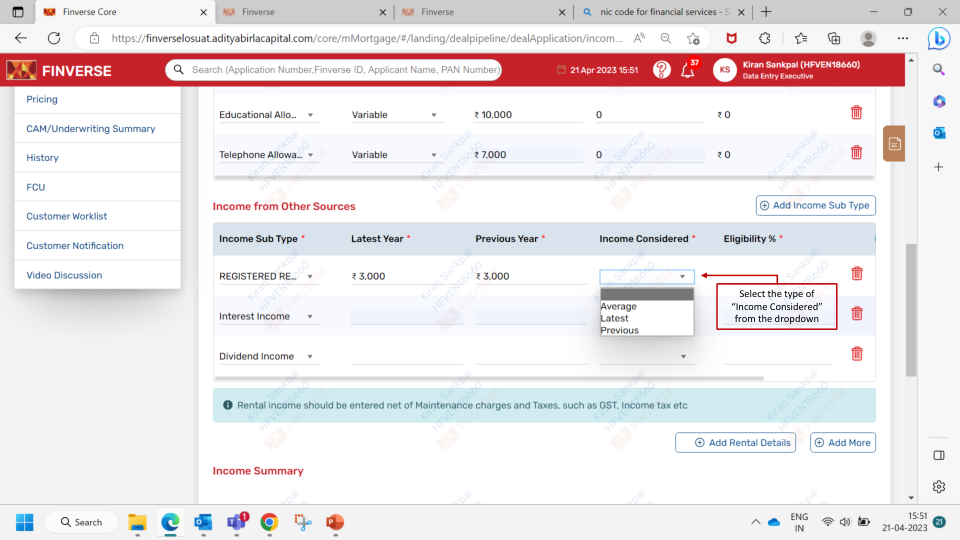 Finverse Core
Finverse
Finverse
nic code for financial services - S
https://finverselosuat.adityabirlacapital.com/core/mMortgage/#/landing/dealpipeline/dealApplication/incom...
FINVERSE
Search (Application Number,Finverse ID, Applicant Name, PAN Number)
21 Apr 2023 15:51
37
KS
Kiran Sankpal (HFVEN18660)
Data Entry Executive
Pricing
CAM/Underwriting Summary
History
FCU
Customer Worklist
Customer Notification
Video Discussion
Educational Allo... Variable ₹ 10,000 0 ₹ 0
Telephone Allowa... Variable ₹ 7,000 0 ₹ 0
Income from Other Sources
Add Income Sub Type
Income Sub Type * Latest Year * Previous Year * Income Considered * Eligibility % *
REGISTERED RE... ₹ 3,000 ₹ 3,000
Average
Latest
Previous
Select the type of
“Income Considered”
from the dropdown
Interest Income
Dividend Income
Rental income should be entered net of Maintenance charges and Taxes, such as GST, Income tax etc
Add Rental Details
Add More
Income Summary
Kiran Sankpal
HFVEN18660
FINVERSE
Search
1
ENG
IN
15:51
21-04-2023
21